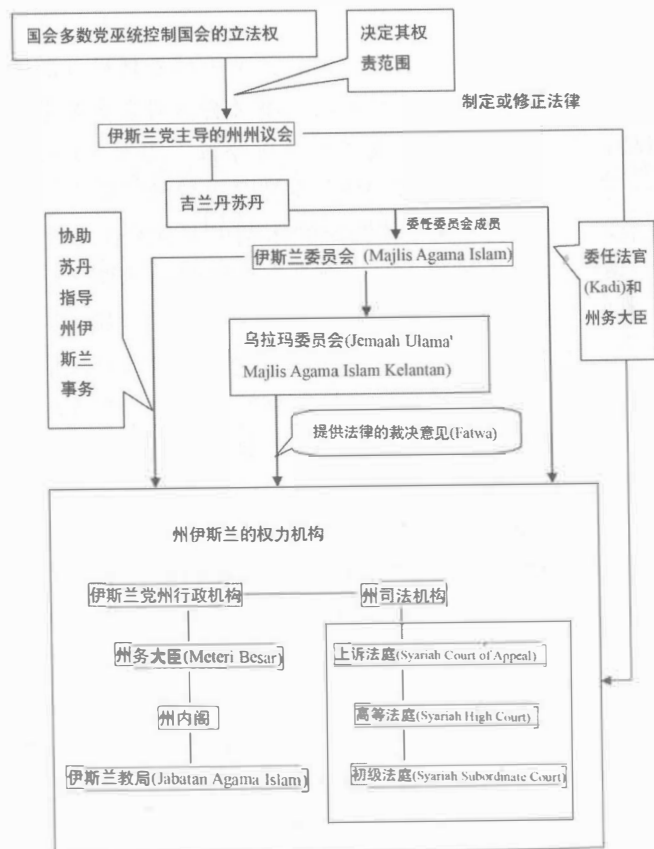 国会多数党巫统控制国会的立法权
决定其权
责范围
制定或修正法律
伊斯兰党主导的州州议会
吉兰丹苏丹
委任委员会成员
协助
苏丹
指导
州伊
斯兰
事务
伊斯兰委员会 (Majlis Agama Islam)
委任法官
(Kadi)和
州务大臣
乌拉玛委员会(Jemaah Ulama'
Majlis Agama Islam Kelantan)
提供法律的裁决意见(Fatwa)
州伊斯兰的权力机构
伊斯兰党州行政机构
州司法机构
州务大臣(Meteri Besar)
上诉法庭(Syariah Court of Appeal)
州内阁
高等法庭(Syariah High Court)
伊斯兰教局(Jabatan Agama Islam)
初级法庭(Syariah Subordinate Court)